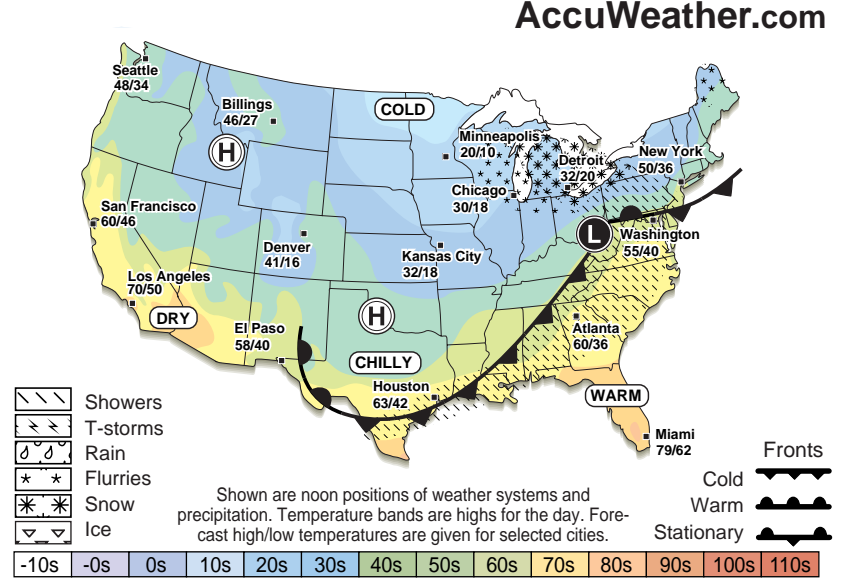 AccuWeather.com
Seattle
48/34
Billings
46/27
COLD
H
Minneapolis
20/10
Detroit
32/20
New York
50/36
Chicago
30/18
San Francisco
60/46
Denver
41/16
Kansas City
32/18
L
Washington
55/40
Los Angeles
70/50
DRY
El Paso
58/40
H
Atlanta
60/36
CHILLY
Houston
63/42
WARM
Miami
79/62
Showers
T-storms
Rain
Flurries
Snow
Ice
Shown are noon positions of weather systems and
precipitation. Temperature bands are highs for the day. Fore-
cast high/low temperatures are given for selected cities.
Fronts
Cold
Warm
Stationary
-10s -0s 0s 10s 20s 30s 40s 50s 60s 70s 80s 90s 100s 110s